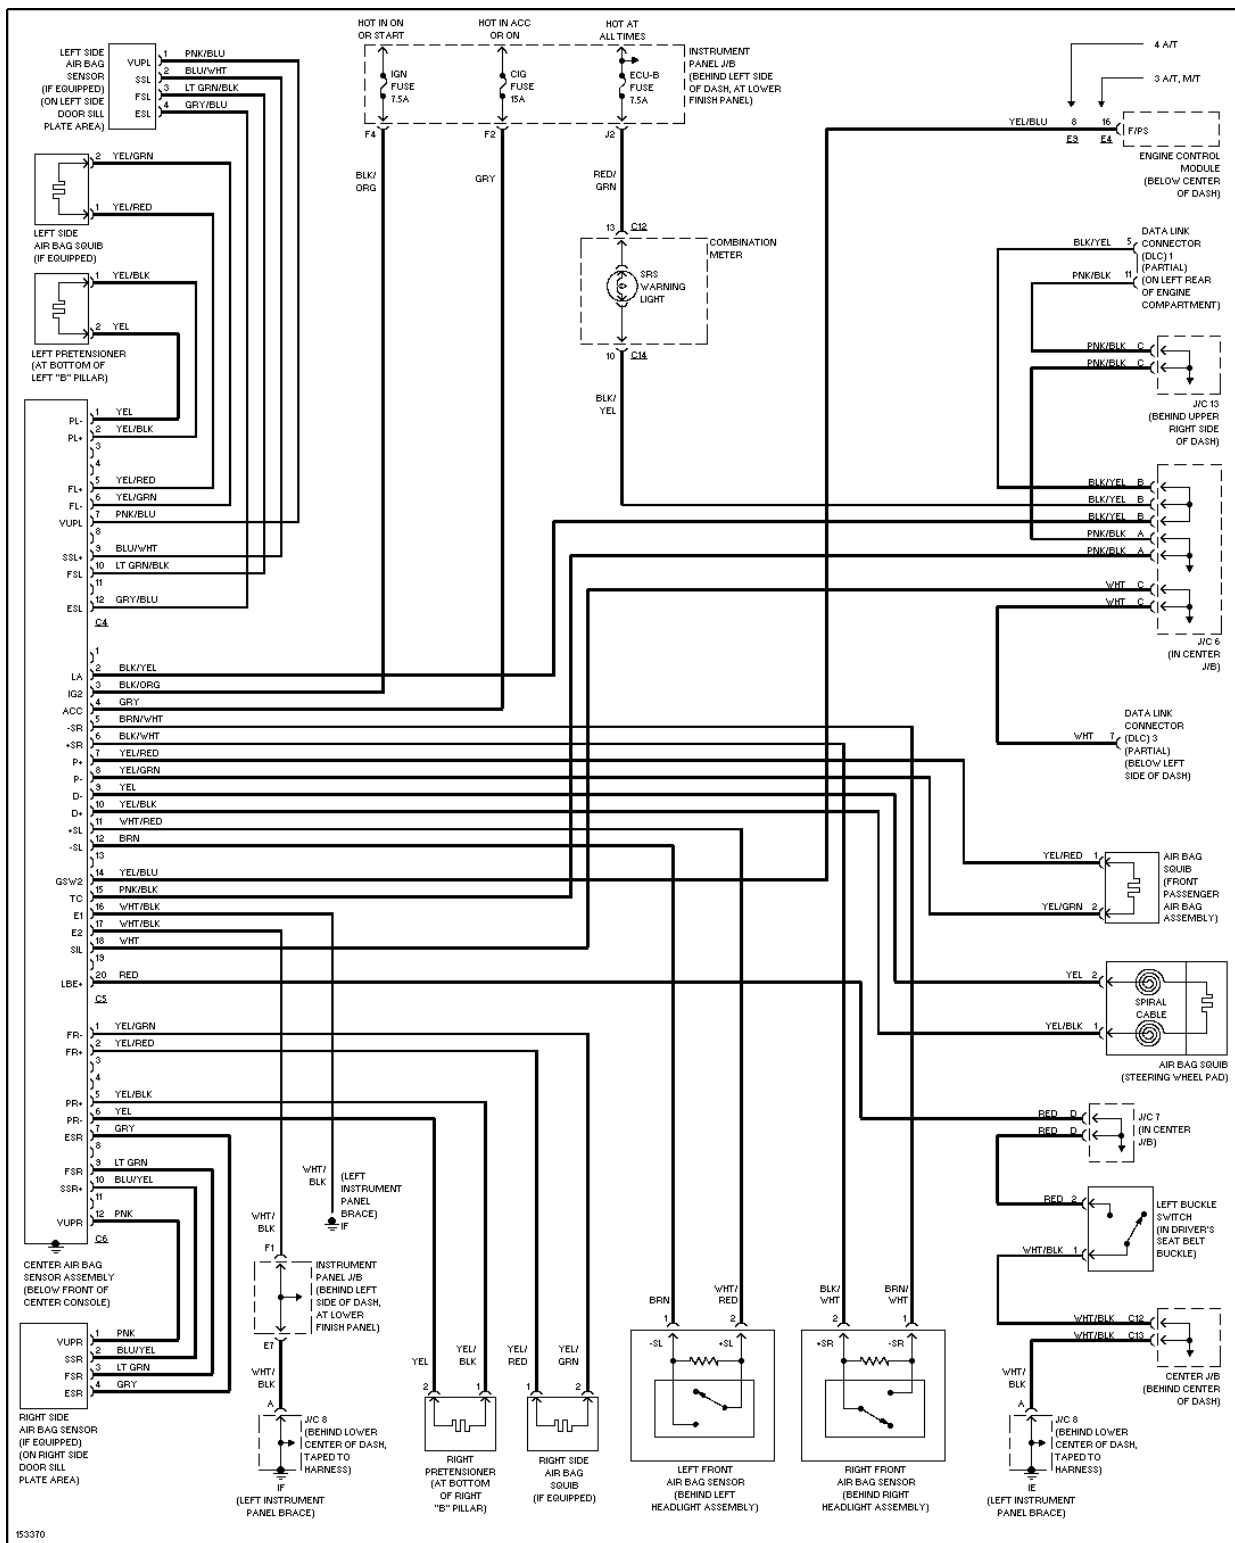 HOT IN ON
OR START
HOT IN ACC
OR ON
HOT AT
ALL TIMES
IGN
FUSE
7.5A
CIG
FUSE
15A
ECU-B
FUSE
7.5A
INSTRUMENT
PANEL J/B
(BEHIND LEFT SIDE
OF DASH, AT LOWER
FINISH PANEL)
F4
F2
J2
BLK/
ORG
GRY
RED/
GRN
13 C12
COMBINATION
METER
SRS
WARNING
LIGHT
10 C14
BLK/
YEL
4 A/T
3 A/T, M/T
YEL/BLU 8 16 F/PS
E9 E4
ENGINE CONTROL
MODULE
(BELOW CENTER
OF DASH)
LEFT SIDE
AIR BAG
SENSOR
(IF EQUIPPED)
(ON LEFT SIDE
DOOR SILL
PLATE AREA)
VUPL 1 PNK/BLU
SSL 2 BLU/WHT
FSL 3 LT GRN/BLK
ESL 4 GRY/BLU
2 YEL/GRN
1 YEL/RED
LEFT SIDE
AIR BAG SQUIB
(IF EQUIPPED)
1 YEL/BLK
2 YEL
LEFT PRETENSIONER
(AT BOTTOM OF
LEFT "B" PILLAR)
PL- 1 YEL
PL+ 2 YEL/BLK
3
4
FL+ 5 YEL/RED
FL- 6 YEL/GRN
VUPL 7 PNK/BLU
8
SSL+ 9 BLU/WHT
FSL 10 LT GRN/BLK
11
ESL 12 GRY/BLU
C4
1
LA 2 BLK/YEL
IG2 3 BLK/ORG
ACC 4 GRY
-SR 5 BRN/WHT
+SR 6 BLK/WHT
P+ 7 YEL/RED
P- 8 YEL/GRN
D- 9 YEL
D+ 10 YEL/BLK
+SL 11 WHT/RED
-SL 12 BRN
13
GSW2 14 YEL/BLU
TC 15 PNK/BLK
E1 16 WHT/BLK
E2 17 WHT/BLK
SIL 18 WHT
19
LBE+ 20 RED
C5
FR- 1 YEL/GRN
FR+ 2 YEL/RED
3
4
PR+ 5 YEL/BLK
PR- 6 YEL
ESR 7 GRY
8
FSR 9 LT GRN
SSR+ 10 BLU/YEL
11
VUPR 12 PNK
C6
CENTER AIR BAG
SENSOR ASSEMBLY
(BELOW FRONT OF
CENTER CONSOLE)
VUPR 1 PNK
SSR 2 BLU/YEL
FSR 3 LT GRN
ESR 4 GRY
RIGHT SIDE
AIR BAG SENSOR
(IF EQUIPPED)
(ON RIGHT SIDE
DOOR SILL
PLATE AREA)
BLK/YEL 5
PNK/BLK 11
DATA LINK
CONNECTOR
(DLC) 1
(PARTIAL)
(ON LEFT REAR
OF ENGINE
COMPARTMENT)
PNK/BLK C
PNK/BLK C
J/C 13
(BEHIND UPPER
RIGHT SIDE
OF DASH)
BLK/YEL B
BLK/YEL B
BLK/YEL B
PNK/BLK A
PNK/BLK A
WHT C
WHT C
J/C 6
(IN CENTER
J/B)
WHT 7
DATA LINK
CONNECTOR
(DLC) 3
(PARTIAL)
(BELOW LEFT
SIDE OF DASH)
YEL/RED 1
YEL/GRN 2
AIR BAG
SQUIB
(FRONT
PASSENGER
AIR BAG
ASSEMBLY)
YEL 2
YEL/BLK 1
SPIRAL
CABLE
AIR BAG SQUIB
(STEERING WHEEL PAD)
RED D
RED D
J/C 7
(IN CENTER
J/B)
RED 2
WHT/BLK 1
LEFT BUCKLE
SWITCH
(IN DRIVER'S
SEAT BELT
BUCKLE)
WHT/BLK C12
WHT/BLK C13
CENTER J/B
(BEHIND CENTER
OF DASH)
WHT/
BLK
A
J/C 8
(BEHIND LOWER
CENTER OF DASH,
TAPED TO
HARNESS)
IE
(LEFT INSTRUMENT
PANEL BRACE)
WHT/
BLK
(LEFT
INSTRUMENT
PANEL
BRACE)
IF
WHT/
BLK
F1
INSTRUMENT
PANEL J/B
(BEHIND LEFT
SIDE OF DASH,
AT LOWER
FINISH PANEL)
E7
WHT/
BLK
A
J/C 8
(BEHIND LOWER
CENTER OF DASH,
TAPED TO
HARNESS)
IF
(LEFT INSTRUMENT
PANEL BRACE)
YEL
YEL/
BLK
2 1
RIGHT
PRETENSIONER
(AT BOTTOM
OF RIGHT
"B" PILLAR)
YEL/
RED
YEL/
GRN
1 2
RIGHT SIDE
AIR BAG
SQUIB
(IF EQUIPPED)
BRN
WHT/
RED
1 2
-SL +SL
LEFT FRONT
AIR BAG SENSOR
(BEHIND LEFT
HEADLIGHT ASSEMBLY)
BLK/
WHT
BRN/
WHT
2 1
+SR -SR
RIGHT FRONT
AIR BAG SENSOR
(BEHIND RIGHT
HEADLIGHT ASSEMBLY)
153370